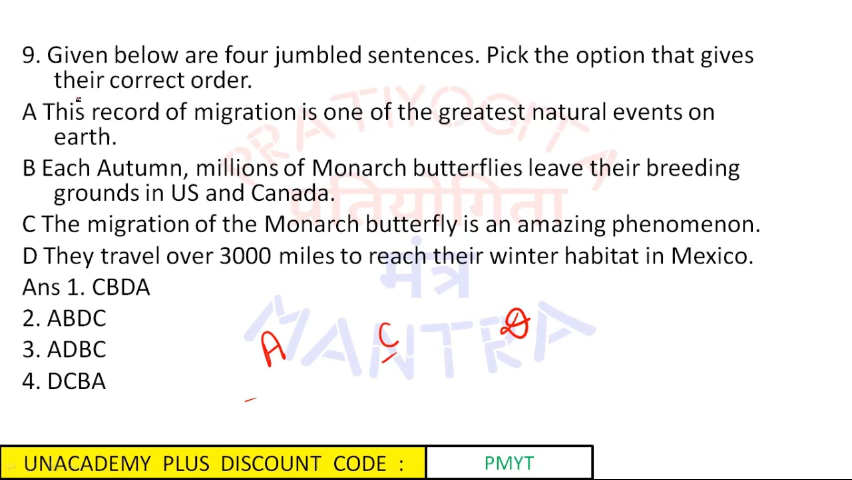 9. Given below are four jumbled sentences. Pick the option that gives
their correct order.
A This record of migration is one of the greatest natural events on
earth.
B Each Autumn, millions of Monarch butterflies leave their breeding
grounds in US and Canada.
C The migration of the Monarch butterfly is an amazing phenomenon.
D They travel over 3000 miles to reach their winter habitat in Mexico.
Ans 1. CBDA
2. ABDC
3. ADBC
4. DCBA
PRATIYOGITA
प्रतियोगिता
मंत्र
MANTRA
A C D
UNACADEMY PLUS DISCOUNT CODE : PMYT